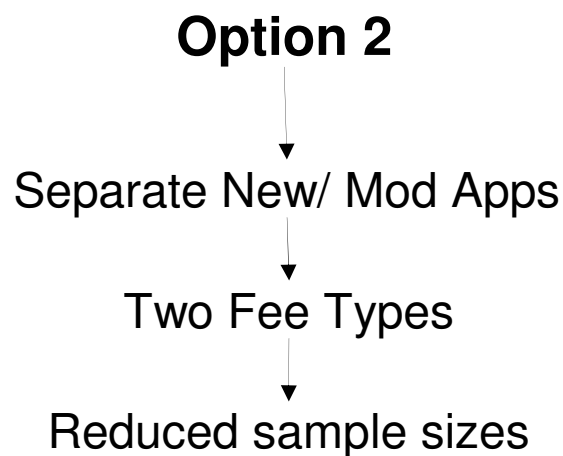 Option 2
Separate New/ Mod Apps
Two Fee Types
Reduced sample sizes